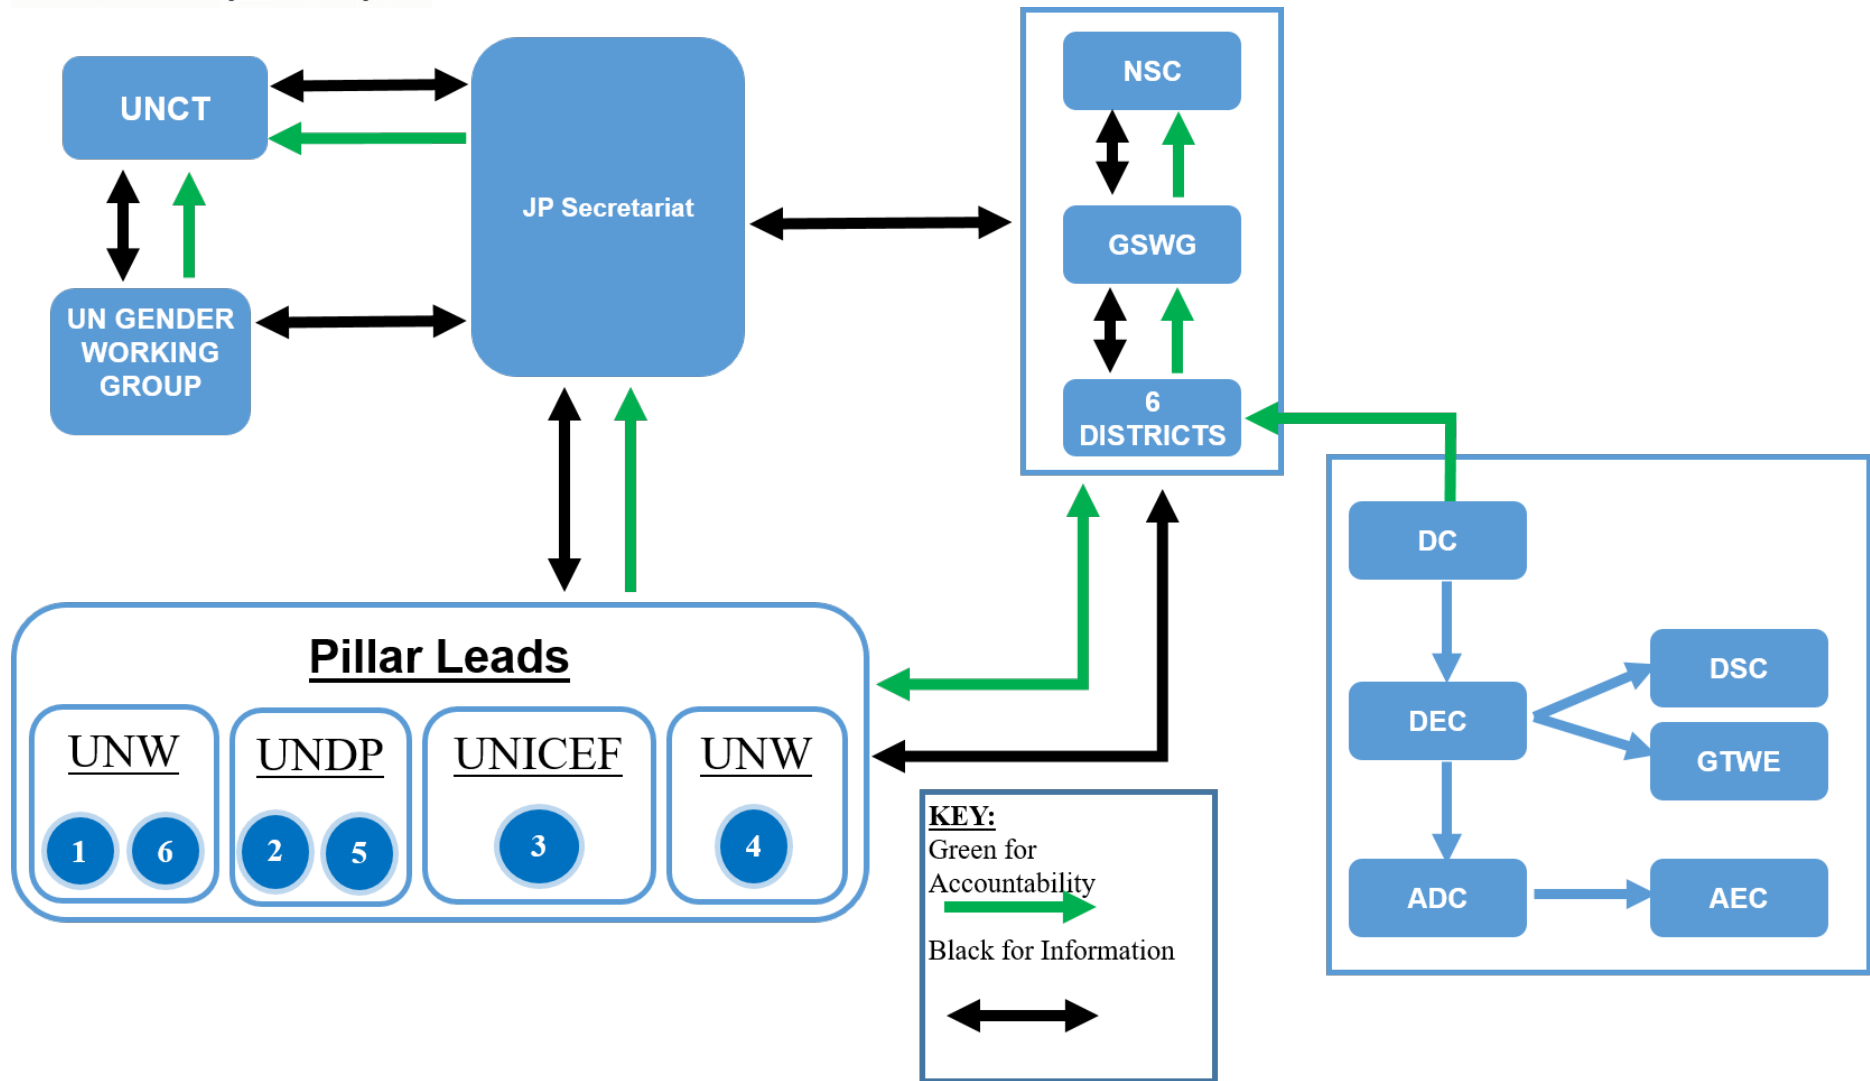 UNCT
JP Secretariat
UN GENDER
WORKING
GROUP
NSC
GSWG
6
DISTRICTS
DC
DEC
DSC
GTWE
ADC
AEC
Pillar Leads
UNW
1 6
UNDP
2 5
UNICEF
3
UNW
4
KEY:
Green for
Accountability
Black for Information